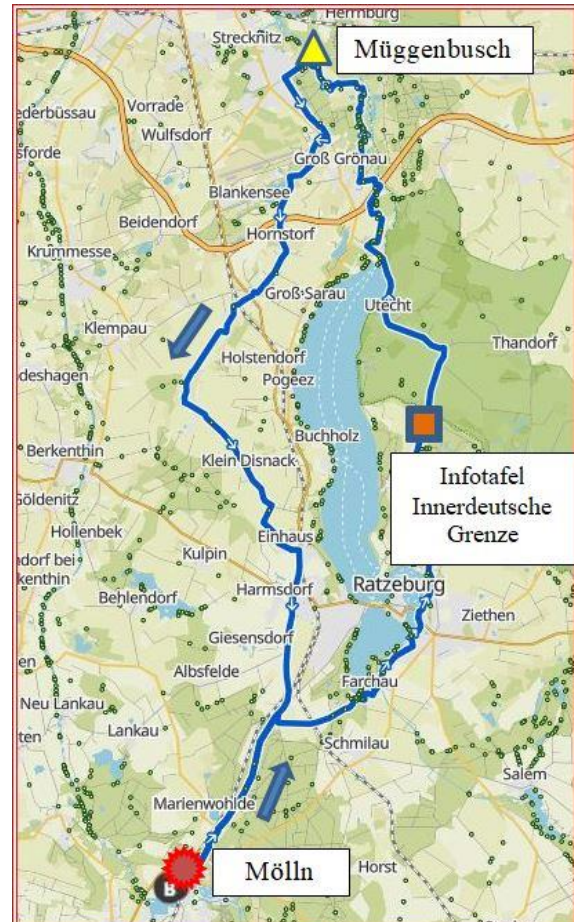 Herrnburg
Strecknitz
Müggenbusch
Vorrade
Wulfsdorf
Groß Grönau
Blankensee
Beidendorf
Hornstorf
Krummesse
Groß Sarau
Utecht
Klempau
Thandorf
Holstendorf
Pogeez
Buchholz
Berkenthin
Klein Disnack
Infotafel
Innerdeutsche
Grenze
Göldenitz
Hollenbek
Einhaus
Kulpin
Ratzeburg
Behlendorf
Harmsdorf
Ziethen
Giesensdorf
Albsfelde
Farchau
Neu Lankau
Lankau
Schmilau
Salem
Marienwohlde
Mölln
Horst
B